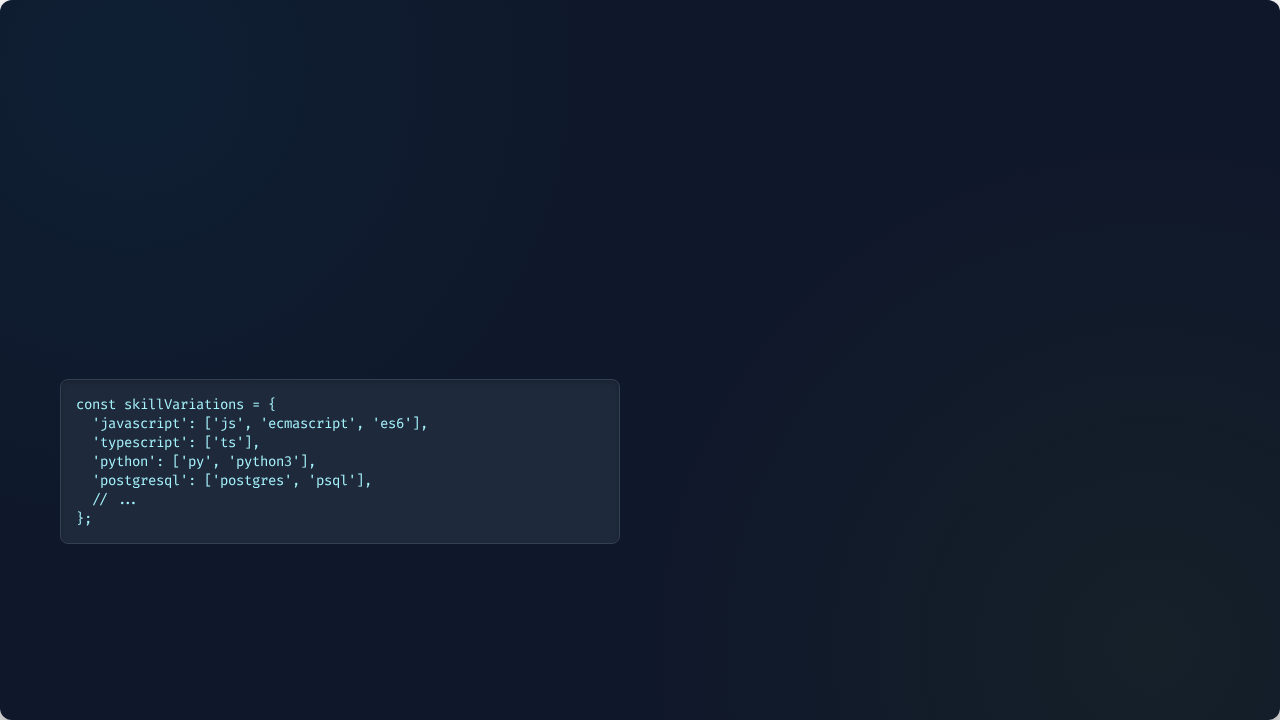 const skillVariations = {
  'javascript': ['js', 'ecmascript', 'es6'],
  'typescript': ['ts'],
  'python': ['py', 'python3'],
  'postgresql': ['postgres', 'psql'],
  // ...
};